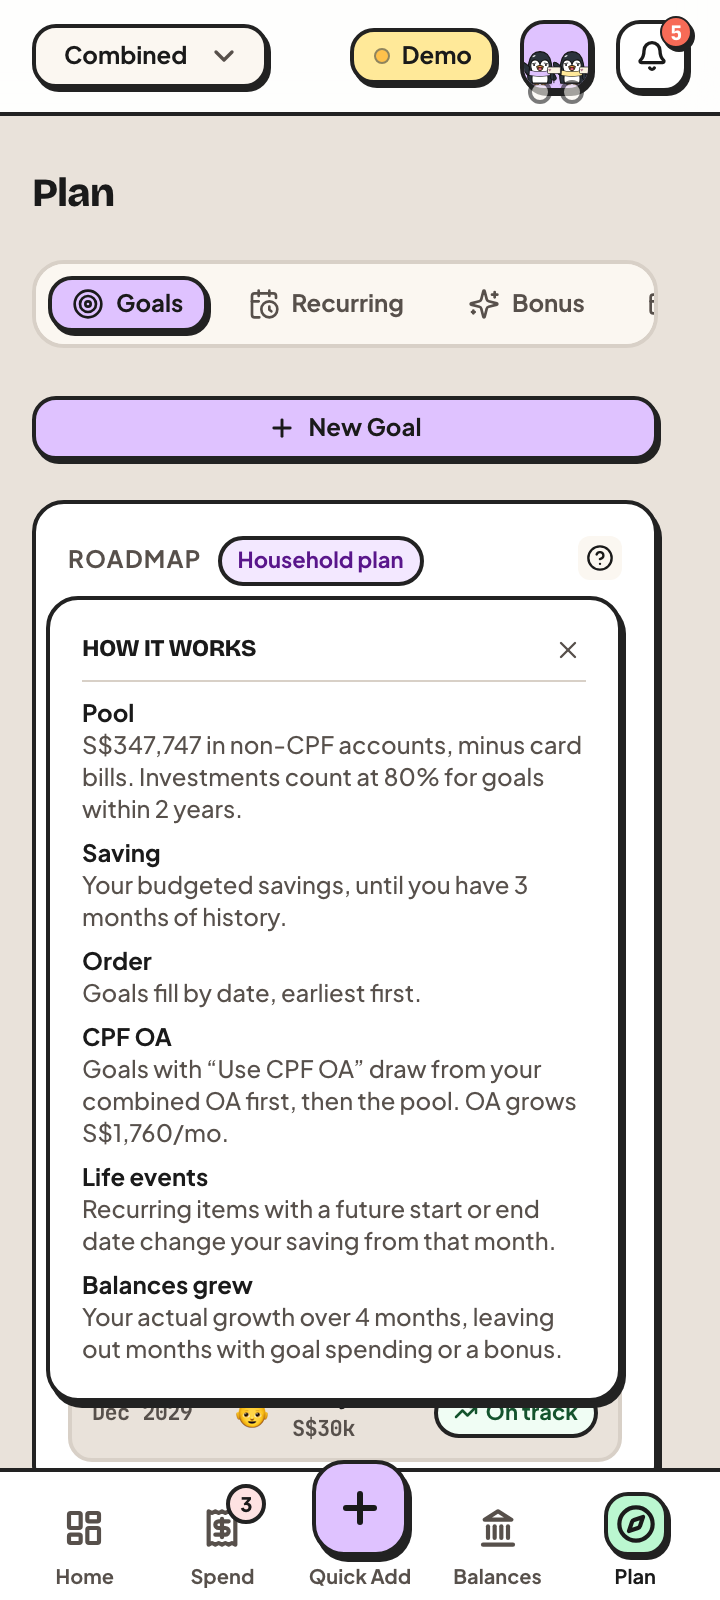 Combined
Demo
5
Plan
Goals
Recurring
Bonus
+ New Goal
ROADMAP
Household plan
HOW IT WORKS
Pool
S$347,747 in non-CPF accounts, minus card
bills. Investments count at 80% for goals
within 2 years.
Saving
Your budgeted savings, until you have 3
months of history.
Order
Goals fill by date, earliest first.
CPF OA
Goals with “Use CPF OA” draw from your
combined OA first, then the pool. OA grows
S$1,760/mo.
Life events
Recurring items with a future start or end
date change your saving from that month.
Balances grew
Your actual growth over 4 months, leaving
out months with goal spending or a bonus.
Dec 2029
S$30k
On track
3
Home
Spend
Quick Add
Balances
Plan